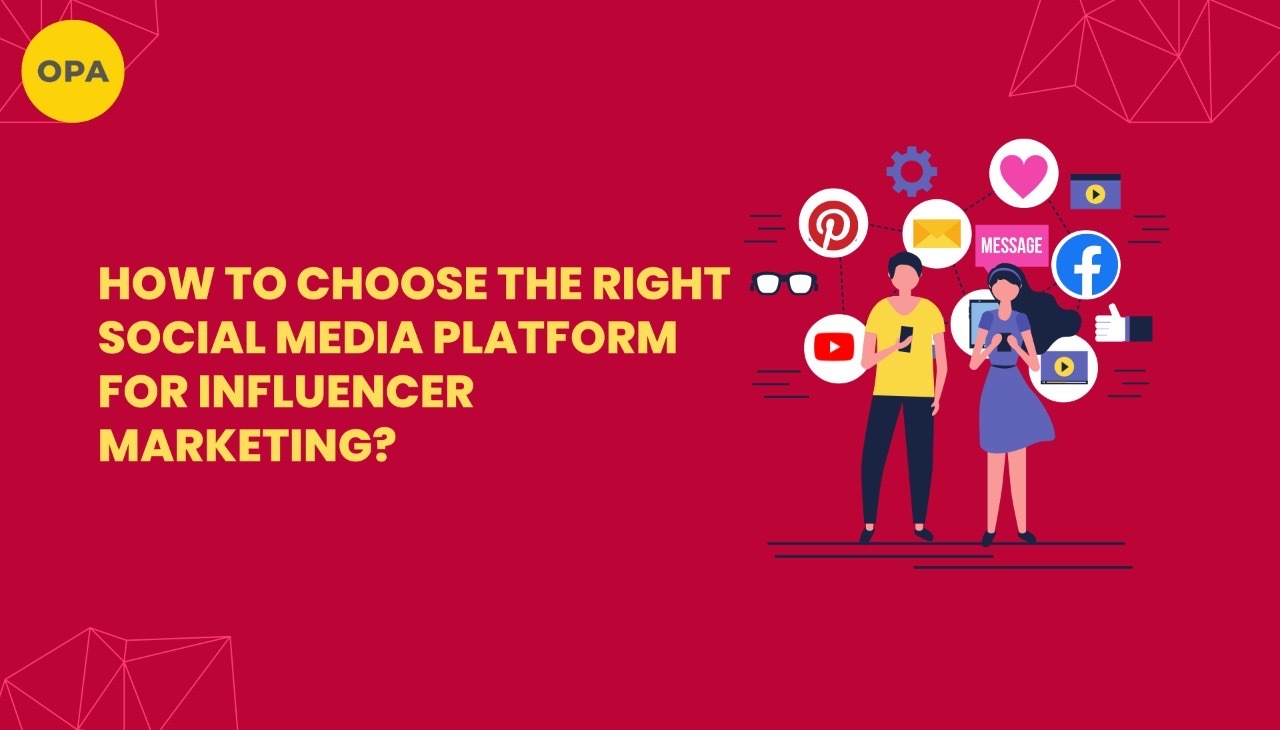 OPA
HOW TO CHOOSE THE RIGHT
SOCIAL MEDIA PLATFORM
FOR INFLUENCER
MARKETING?
MESSAGE